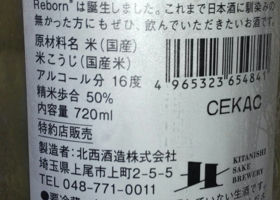 Reborn"は誕生しました。これまで日本酒に馴染みの
無かった方にもぜひ、飲んでいただきたいお酒です。
原材料名 米(国産)
米こうじ(国産米)
アルコール分 16度
精米歩合 50%
内容量 720ml
特約店販売
4 965323 654841
CEKAC
製造者:北西酒造株式会社
埼玉県上尾市上町2-5-5
TEL 048-771-0011
KITANISHI
SAKE
BREWERY